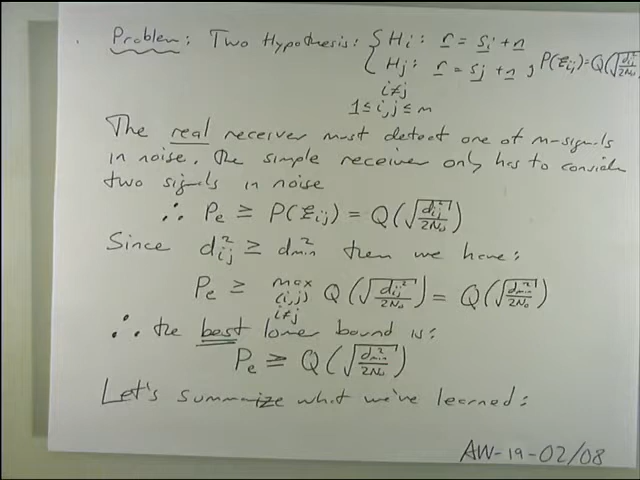 Problem: Two Hypothesis: { Hi: r = si + n
Hj: r = sj + n , P(Eij) = Q(√dij²
i≠j
1 ≤ i,j ≤ m
The real receiver must detect one of m-signals
in noise. The simple receiver only has to consider
two signals in noise
∴ Pe ≥ P(Eij) = Q(√(dij²/2N₀))
Since dij² ≥ dmin² then we have:
Pe ≥ max (i,j) i≠j Q(√(dij²/2N₀)) = Q(√(dmin²/2N₀))
∴ the best lower bound is:
Pe ≥ Q(√(dmin²/2N₀))
Let's summaize what we've learned:
AW-19-02/08